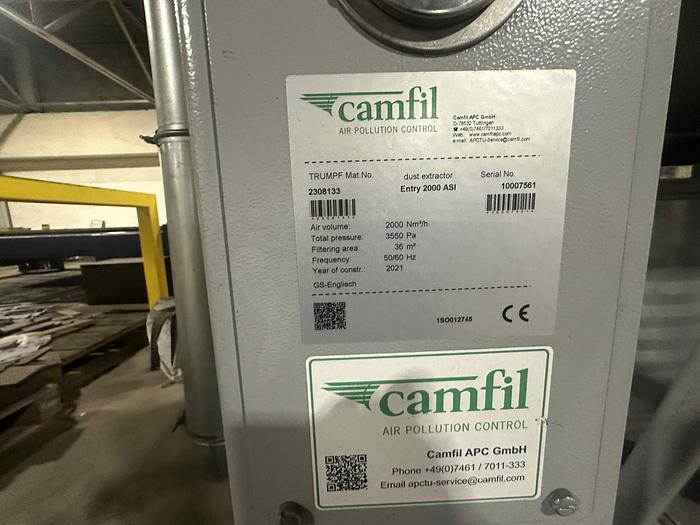 camfil
AIR POLLUTION CONTROL
Camfil APC GmbH
D-78532 Tuttlingen
☎ +49(0)7461/7011333
Web: www.camfilapc.com
e-mail: APCTU-Service@camfil.com
TRUMPF Mat.No. dust extractor Serial No.
2308133 Entry 2000 ASI 10007561
Air volume: 2000 Nm³/h
Total pressure: 3550 Pa
Filtering area: 36 m²
Frequency: 50/60 Hz
Year of constr.: 2021
GS-Englisch
1SO012745 CE
camfil
AIR POLLUTION CONTROL
Camfil APC GmbH
Phone +49(0)7461 / 7011-333
Email apctu-service@camfil.com